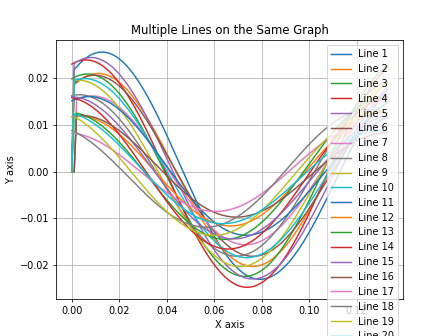 Multiple Lines on the Same Graph
Y axis
0.02
0.01
0.00
−0.01
−0.02
0.00
0.02
0.04
0.06
0.08
0.10
X axis
Line 1
Line 2
Line 3
Line 4
Line 5
Line 6
Line 7
Line 8
Line 9
Line 10
Line 11
Line 12
Line 13
Line 14
Line 15
Line 16
Line 17
Line 18
Line 19
Line 20